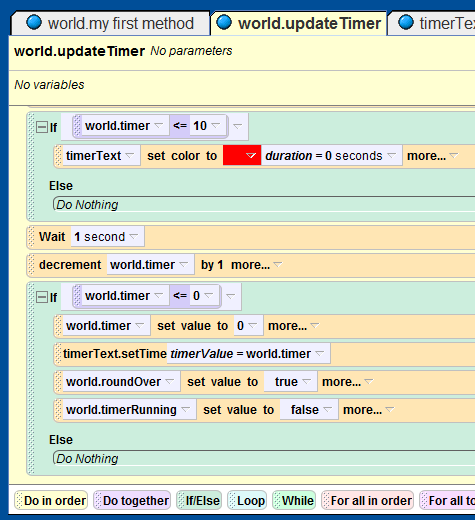 world.my first method world.updateTimer timerTex
world.updateTimer No parameters
No variables
If world.timer <= 10
timerText set color to duration = 0 seconds more...
Else
Do Nothing
Wait 1 second
decrement world.timer by 1 more...
If world.timer <= 0
world.timer set value to 0 more...
timerText.setTime timerValue = world.timer
world.roundOver set value to true more...
world.timerRunning set value to false more...
Else
Do Nothing
Do in order Do together If/Else Loop While For all in order For all to